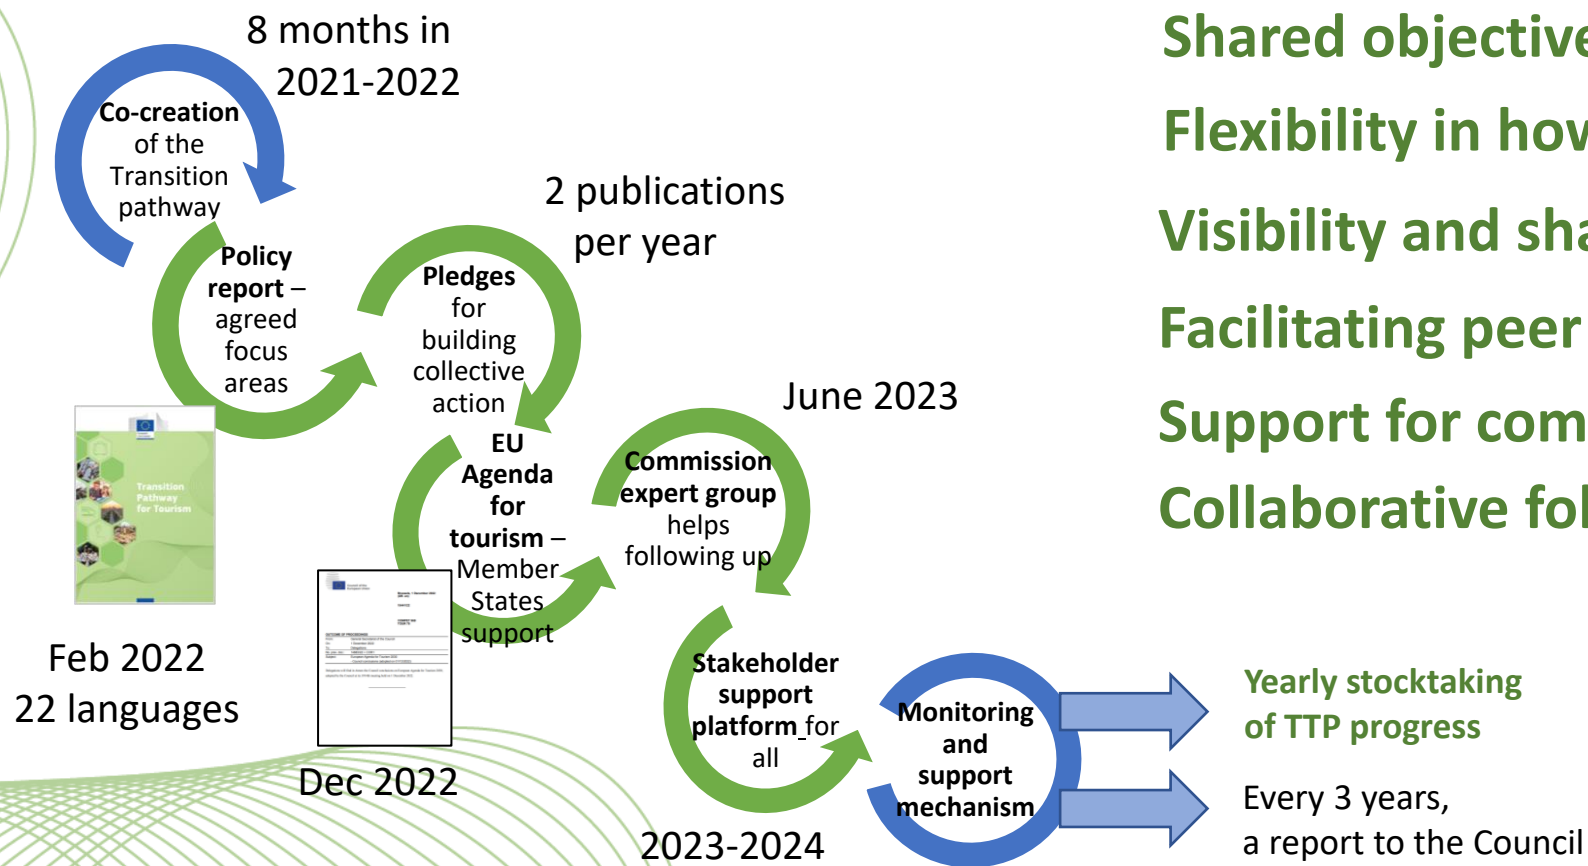 8 months in
2021-2022
Co-creation
of the
Transition
pathway
Policy
report –
agreed
focus
areas
Transition
Pathway
for Tourism
Feb 2022
22 languages
2 publications
per year
Pledges
for
building
collective
action
EU
Agenda
for
tourism –
Member
States
support
Dec 2022
June 2023
Commission
expert group
helps
following up
Stakeholder
support
platform for
all
2023-2024
Monitoring
and
support
mechanism
Yearly stocktaking
of TTP progress
Every 3 years,
a report to the Council
Shared objective
Flexibility in how
Visibility and sha
Facilitating peer
Support for com
Collaborative fol